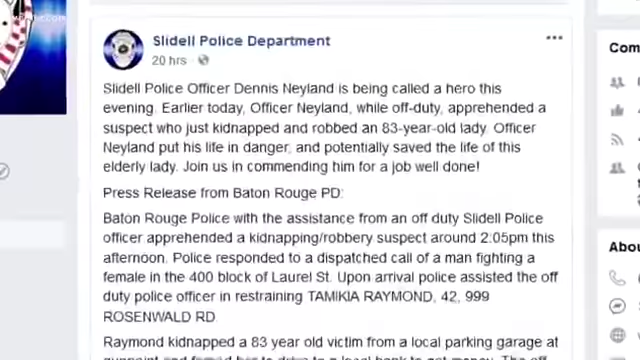 Slidell Police Department
20 hrs
Slidell Police Officer Dennis Neyland is being called a hero this
evening. Earlier today, Officer Neyland, while off-duty, apprehended a
suspect who just kidnapped and robbed an 83-year-old lady. Officer
Neyland put his life in danger, and potentially saved the life of this
elderly lady. Join us in commending him for a job well done!
Press Release from Baton Rouge PD:
Baton Rouge Police with the assistance from an off duty Slidell Police
officer apprehended a kidnapping/robbery suspect around 2:05pm this
afternoon. Police responded to a dispatched call of a man fighting a
female in the 400 block of Laurel St. Upon arrival police assisted the off
duty police officer in restraining TAMIKIA RAYMOND, 42, 999
ROSENWALD RD.
Raymond kidnapped a 83 year old victim from a local parking garage at
gunpoint and forced her to drive to a local bank to get money. The off
Com
Abou